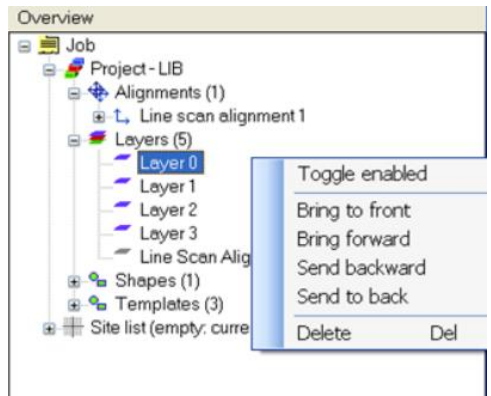 Overview
Job
Project - LIB
Alignments (1)
Line scan alignment 1
Layers (5)
Layer 0
Layer 1
Layer 2
Layer 3
Line Scan Alig
Shapes (1)
Templates (3)
Site list (empty: curre
Toggle enabled
Bring to front
Bring forward
Send backward
Send to back
Delete Del